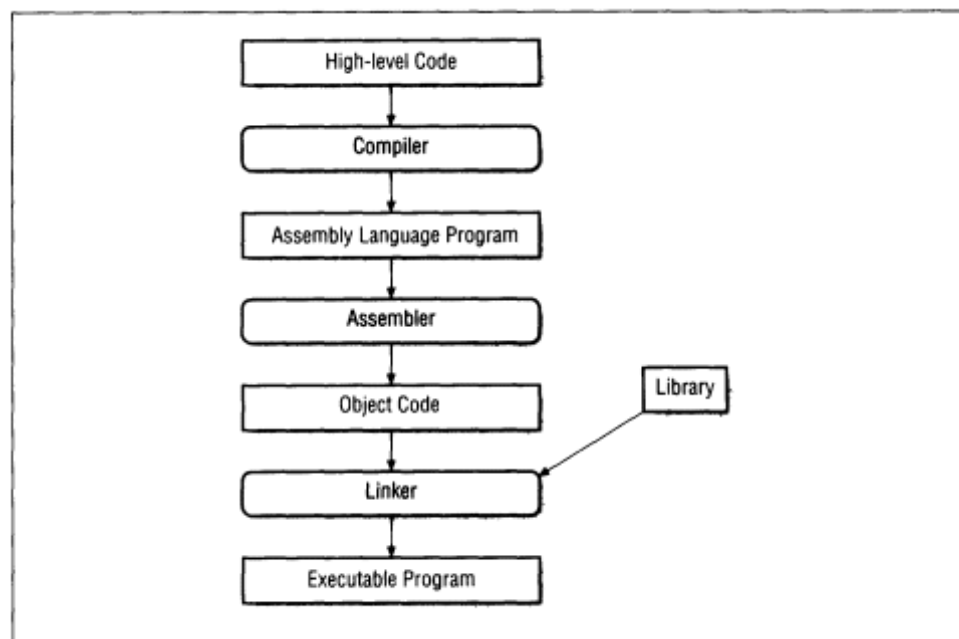 High-level Code
Compiler
Assembly Language Program
Assembler
Object Code
Library
Linker
Executable Program